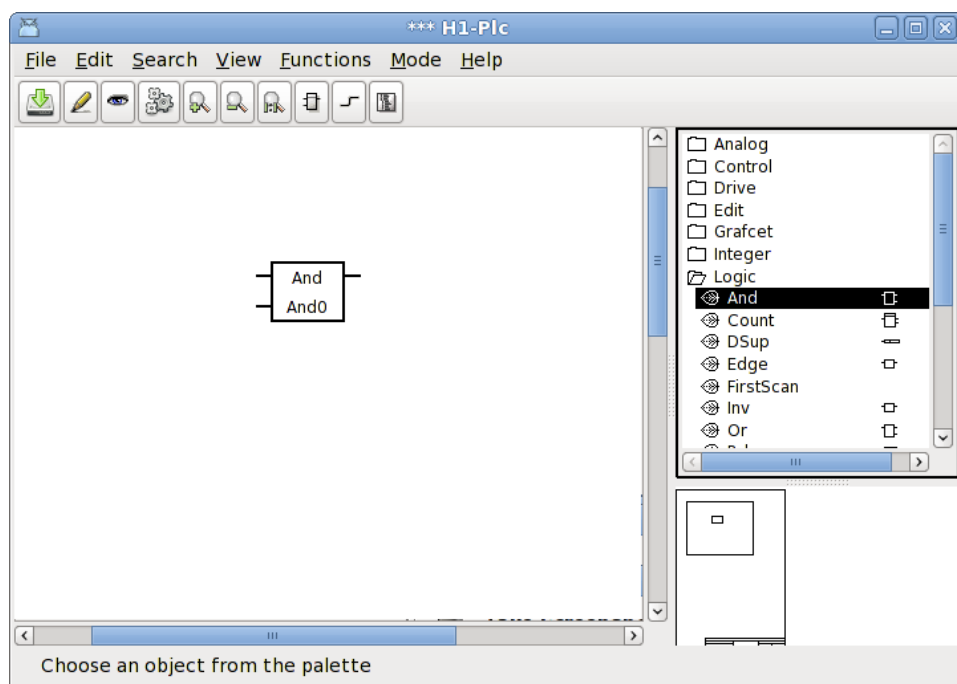 *** H1-Plc
File Edit Search View Functions Mode Help
And
And0
Analog
Control
Drive
Edit
Grafcet
Integer
Logic
And
Count
DSup
Edge
FirstScan
Inv
Or
Choose an object from the palette